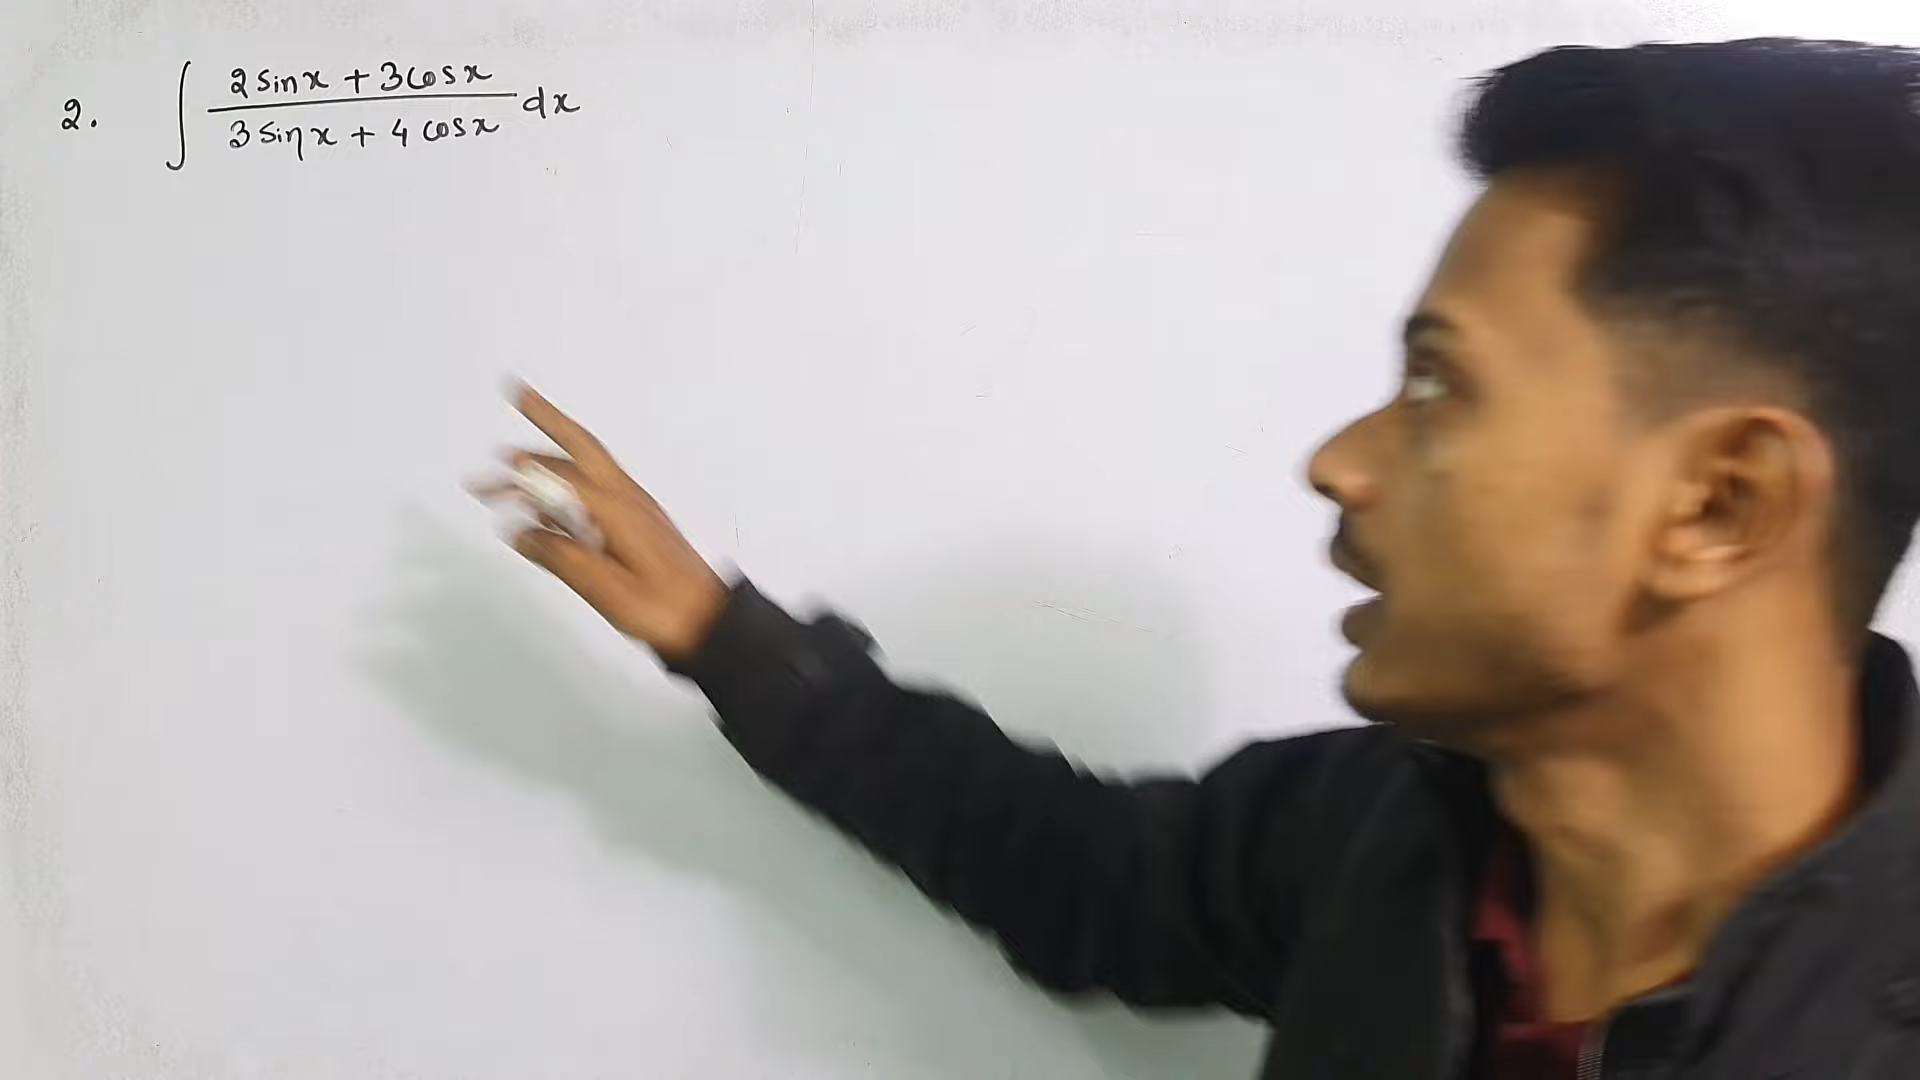 2. ∫ (2 sin x + 3 cos x) / (3 sin x + 4 cos x) dx